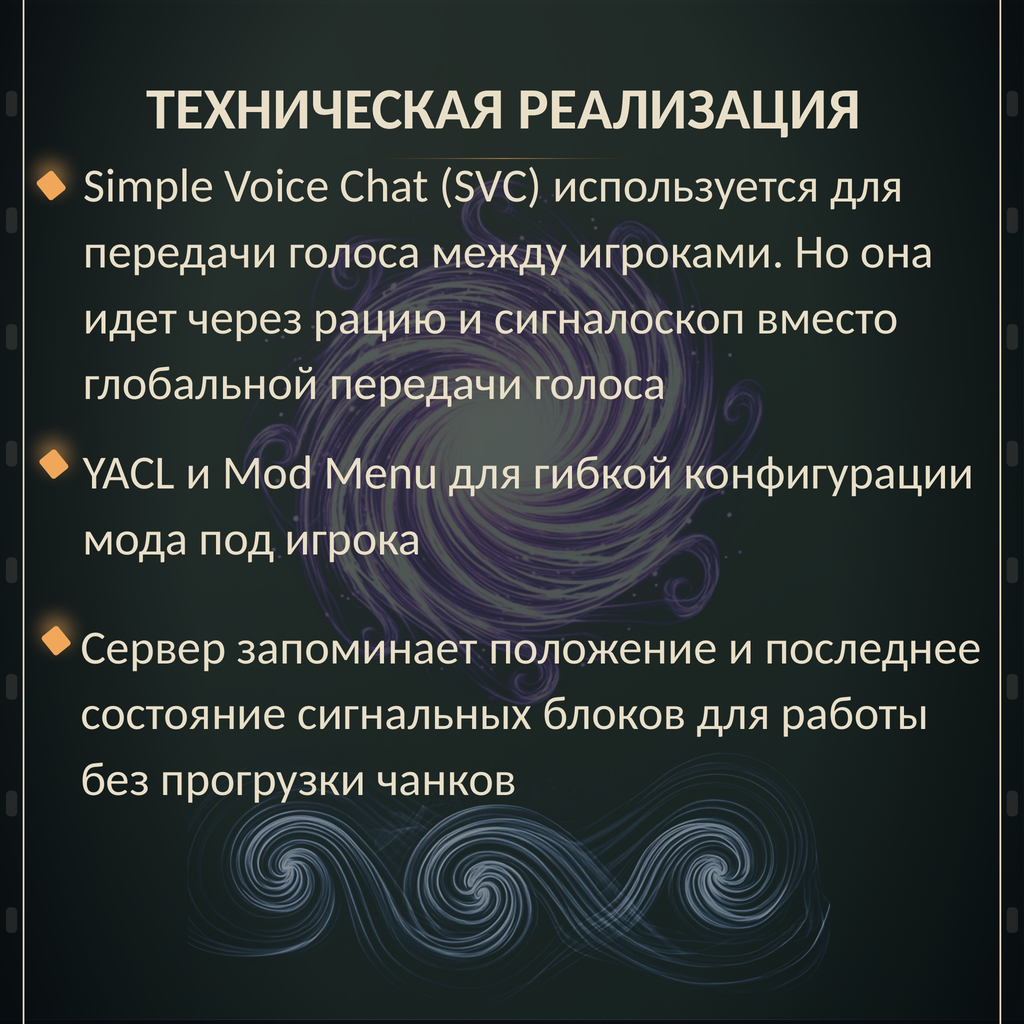 ТЕХНИЧЕСКАЯ РЕАЛИЗАЦИЯ
Simple Voice Chat (SVC) используется для
передачи голоса между игроками. Но она
идет через рацию и сигналоскоп вместо
глобальной передачи голоса
YACL и Mod Menu для гибкой конфигурации
мода под игрока
Сервер запоминает положение и последнее
состояние сигнальных блоков для работы
без прогрузки чанков